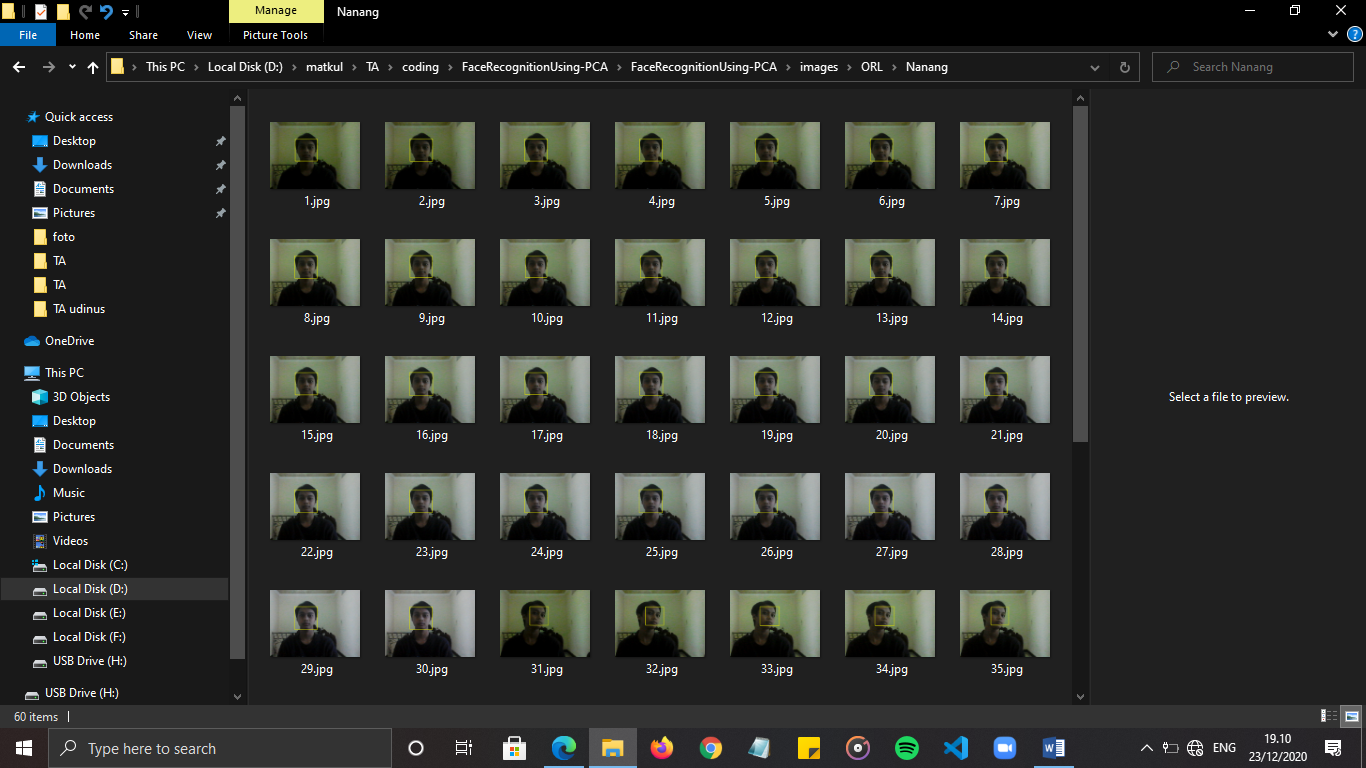 Manage
Nanang
File
Home
Share
View
Picture Tools
This PC > Local Disk (D:) > matkul > TA > coding > FaceRecognitionUsing-PCA > FaceRecognitionUsing-PCA > images > ORL > Nanang
Search Nanang
Quick access
Desktop
Downloads
Documents
Pictures
foto
TA
TA
TA udinus
OneDrive
This PC
3D Objects
Desktop
Documents
Downloads
Music
Pictures
Videos
Local Disk (C:)
Local Disk (D:)
Local Disk (E:)
Local Disk (F:)
USB Drive (H:)
USB Drive (H:)
1.jpg 2.jpg 3.jpg 4.jpg 5.jpg 6.jpg 7.jpg
8.jpg 9.jpg 10.jpg 11.jpg 12.jpg 13.jpg 14.jpg
15.jpg 16.jpg 17.jpg 18.jpg 19.jpg 20.jpg 21.jpg
22.jpg 23.jpg 24.jpg 25.jpg 26.jpg 27.jpg 28.jpg
29.jpg 30.jpg 31.jpg 32.jpg 33.jpg 34.jpg 35.jpg
Select a file to preview.
60 items
Type here to search
ENG
19.10
23/12/2020